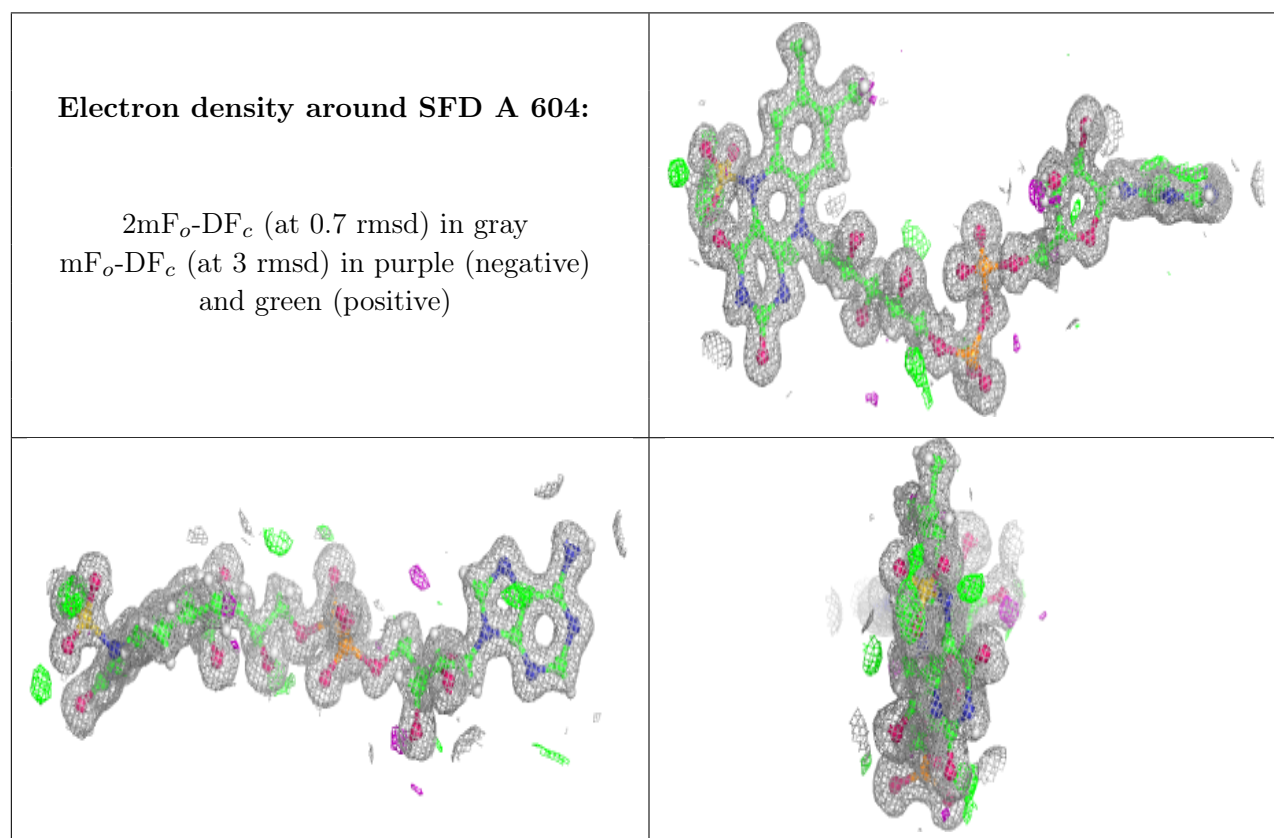 Electron density around SFD A 604:
2mFo-DFc (at 0.7 rmsd) in gray
mFo-DFc (at 3 rmsd) in purple (negative)
and green (positive)